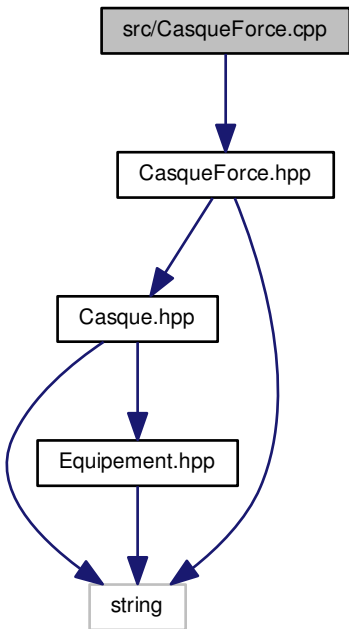 src/CasqueForce.cpp
CasqueForce.hpp
Casque.hpp
Equipement.hpp
string